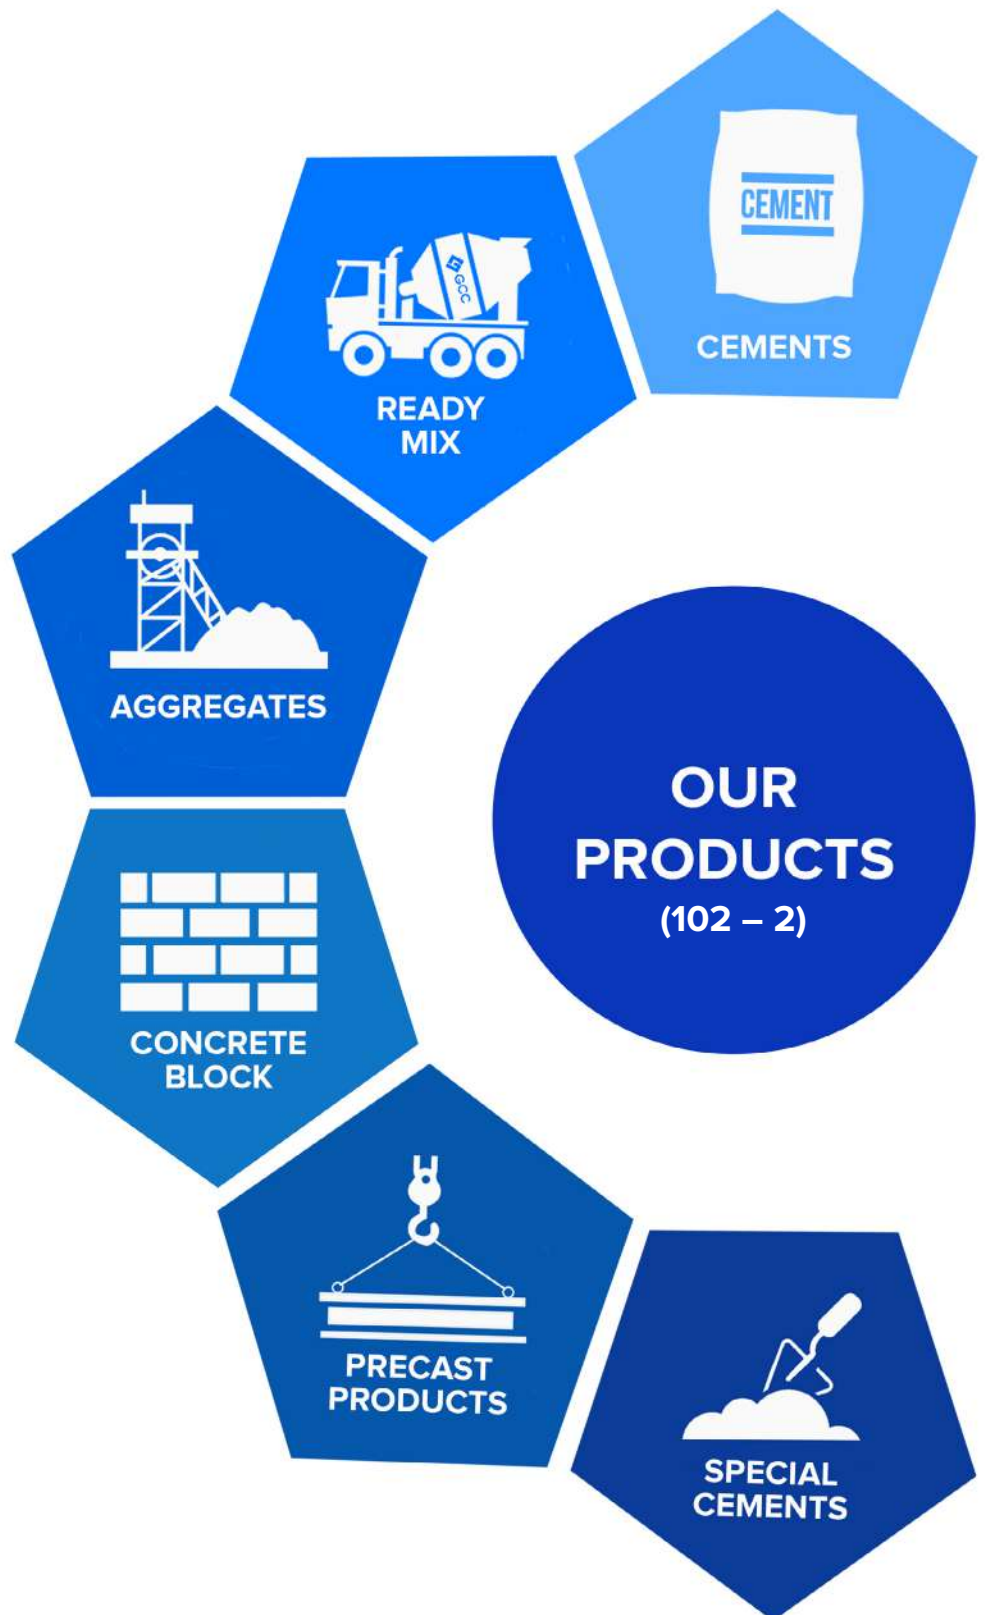 CEMENT
CEMENTS
GCC
READY
MIX
AGGREGATES
OUR
PRODUCTS
(102 – 2)
CONCRETE
BLOCK
PRECAST
PRODUCTS
SPECIAL
CEMENTS